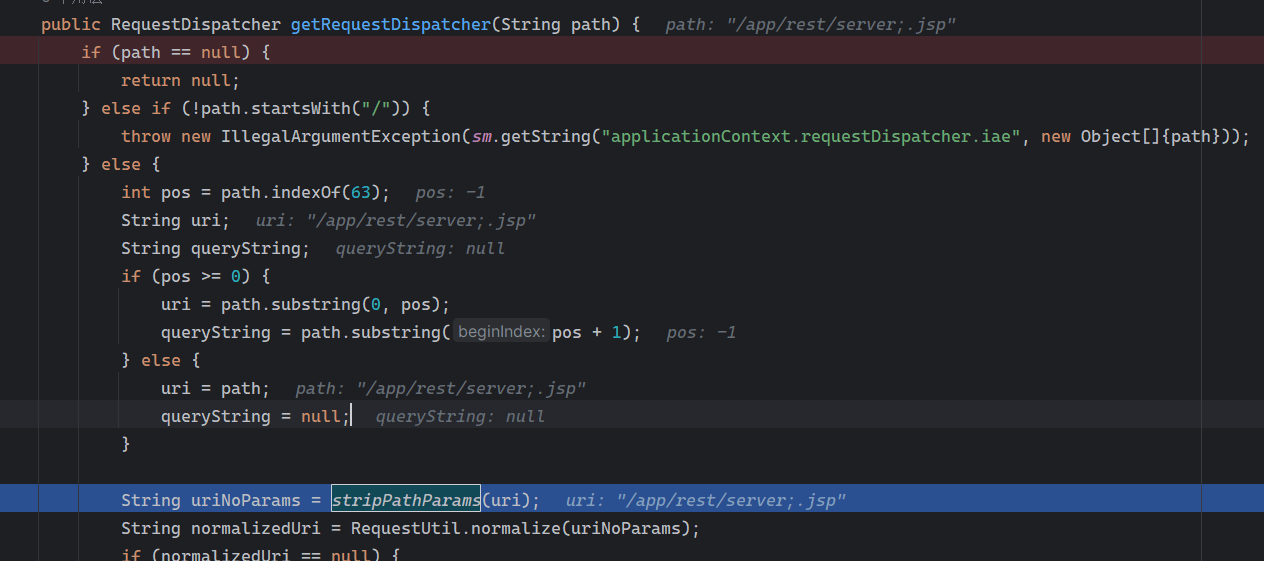 public RequestDispatcher getRequestDispatcher(String path) { path: "/app/rest/server;.jsp"
if (path == null) {
return null;
} else if (!path.startsWith("/")) {
throw new IllegalArgumentException(sm.getString("applicationContext.requestDispatcher.iae", new Object[]{path}));
} else {
int pos = path.indexOf(63); pos: -1
String uri; uri: "/app/rest/server;.jsp"
String queryString; queryString: null
if (pos >= 0) {
uri = path.substring(0, pos);
queryString = path.substring( beginIndex: pos + 1); pos: -1
} else {
uri = path; path: "/app/rest/server;.jsp"
queryString = null; queryString: null
}
String uriNoParams = stripPathParams(uri); uri: "/app/rest/server;.jsp"
String normalizedUri = RequestUtil.normalize(uriNoParams);
if (normalizedUri == null) {